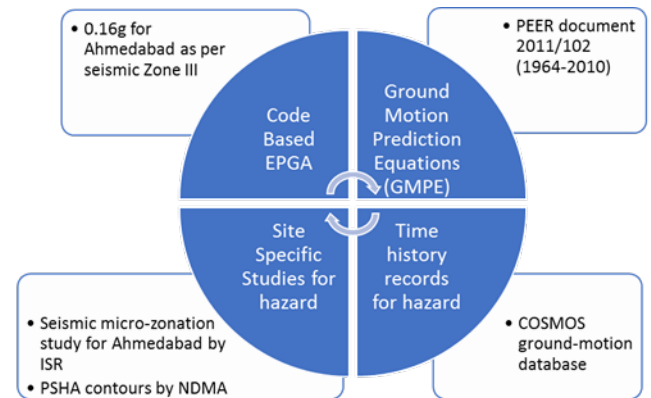 • 0.16g for
Ahmedabad as per
seismic Zone III
• PEER document
2011/102
(1964-2010)
Code
Based
EPGA
Ground
Motion
Prediction
Equations
(GMPE)
Site
Specific
Studies for
hazard
Time
history
records
for hazard
• Seismic micro-zonation
study for Ahmedabad by
ISR
• PSHA contours by NDMA
• COSMOS
ground-motion
database